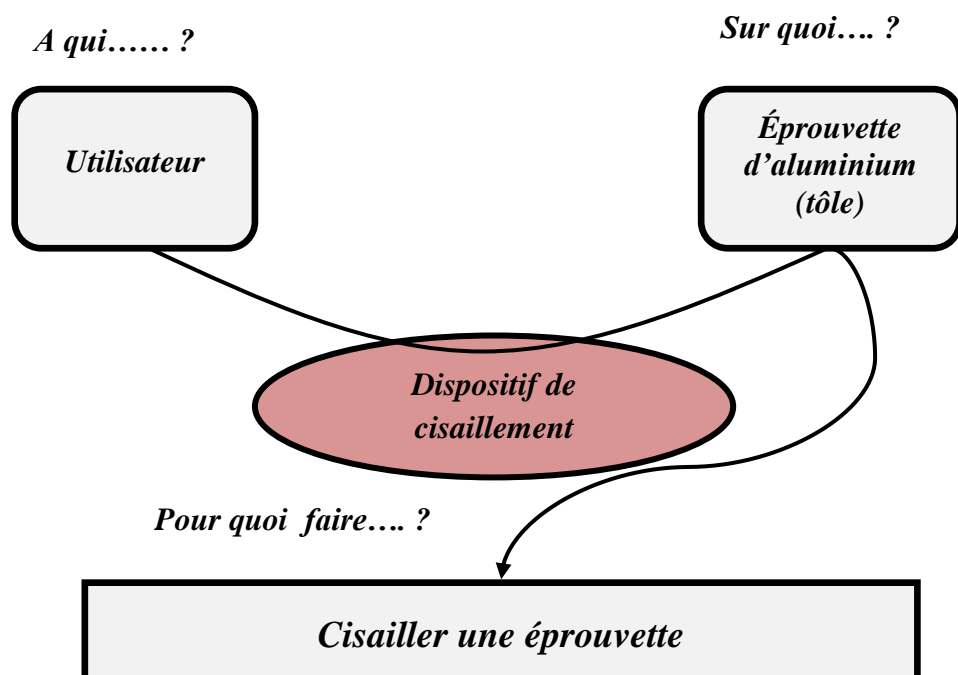 A qui…… ?
Sur quoi…. ?
Utilisateur
Éprouvette
d’aluminium
(tôle)
Dispositif de
cisaillement
Pour quoi  faire…. ?
Cisailler une éprouvette